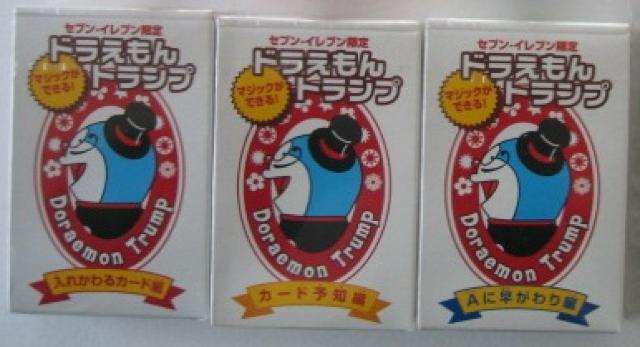 セブン-イレブン限定
ドラえもん
トランプ
マジックが
できる!
Doraemon Trump
入れかわるカード編
セブン-イレブン限定
ドラえもん
トランプ
マジックが
できる!
Doraemon Trump
カード予知編
セブン-イレブン限定
ドラえもん
トランプ
マジックが
できる!
Doraemon Trump
Aに早がわり編